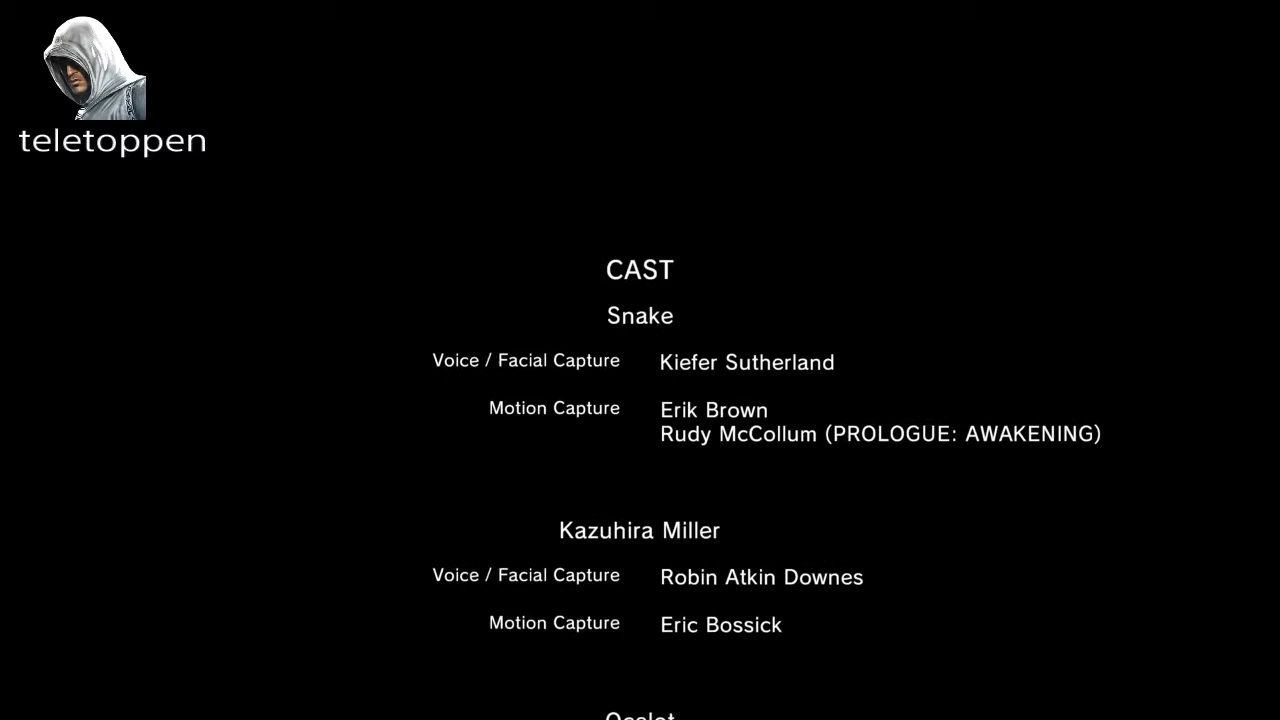 teletoppen
CAST
Snake
Voice / Facial Capture Kiefer Sutherland
Motion Capture Erik Brown
Rudy McCollum (PROLOGUE: AWAKENING)
Kazuhira Miller
Voice / Facial Capture Robin Atkin Downes
Motion Capture Eric Bossick
Ocelot